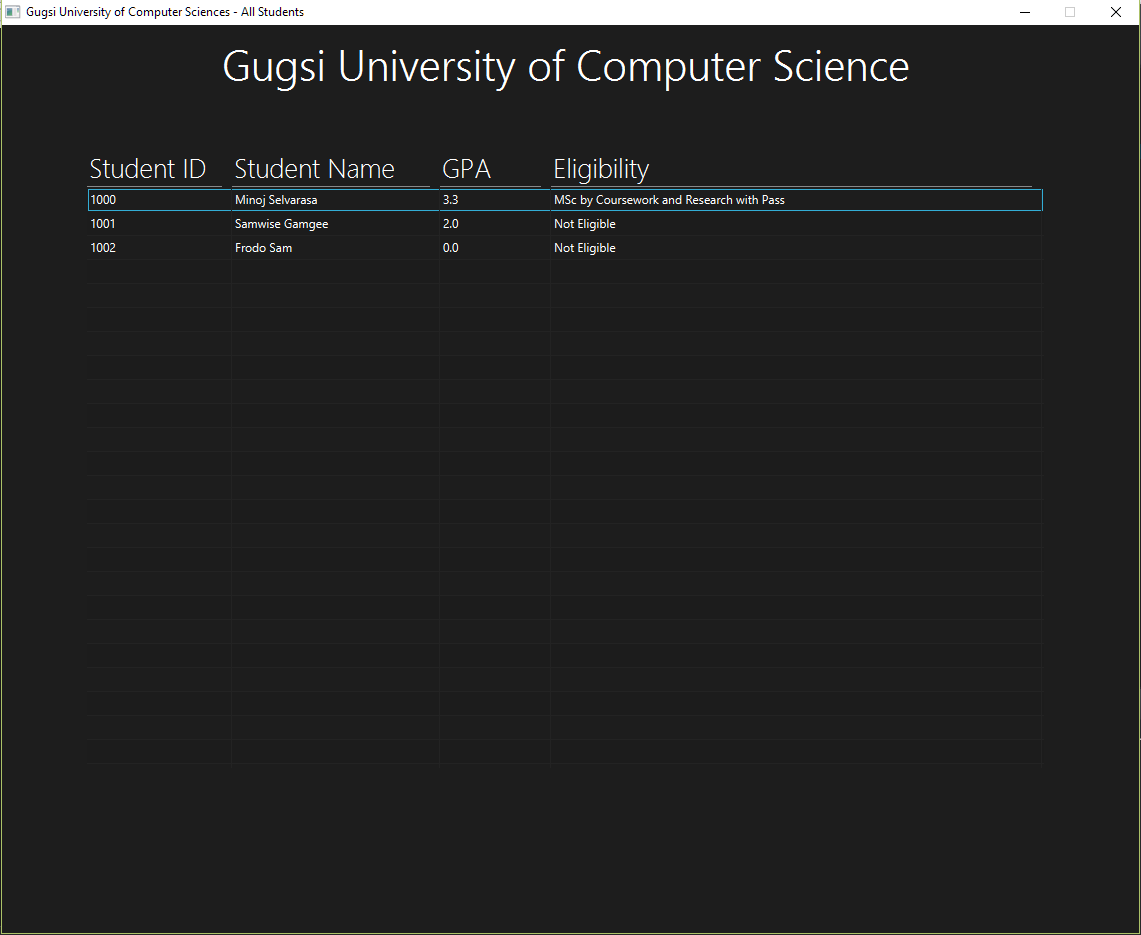 Gugsi University of Computer Sciences - All Students
Gugsi University of Computer Science
Student ID Student Name GPA Eligibility
1000 Minoj Selvarasa 3.3 MSc by Coursework and Research with Pass
1001 Samwise Gamgee 2.0 Not Eligible
1002 Frodo Sam 0.0 Not Eligible